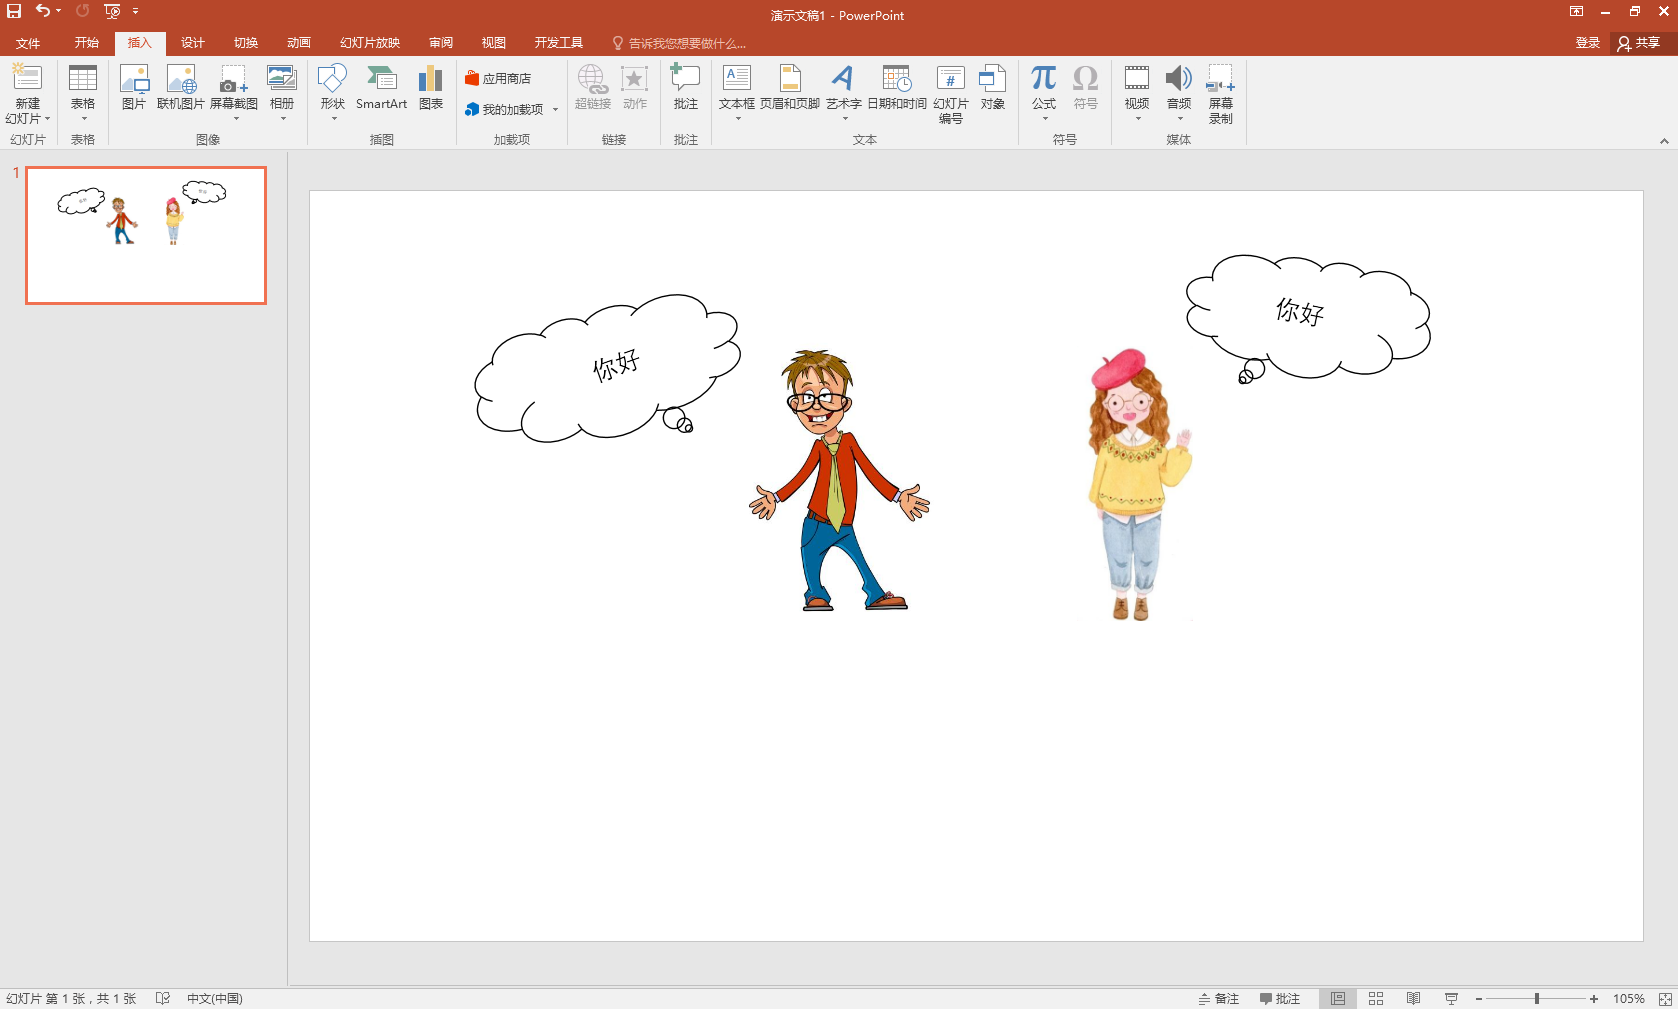 演示文稿1 - PowerPoint
文件 开始 插入 设计 切换 动画 幻灯片放映 审阅 视图 开发工具 告诉我您想要做什么... 登录 共享
新建
幻灯片
表格
图片 联机图片 屏幕截图 相册
形状 SmartArt 图表
应用商店
我的加载项
超链接 动作
批注
文本框 页眉和页脚 艺术字 日期和时间 幻灯片
编号
对象
公式 符号
视频 音频 屏幕
录制
幻灯片 表格 图像 插图 加载项 链接 批注 文本 符号 媒体
1
你好
你好
幻灯片 第 1 张，共 1 张 中文(中国) 备注 批注 105%